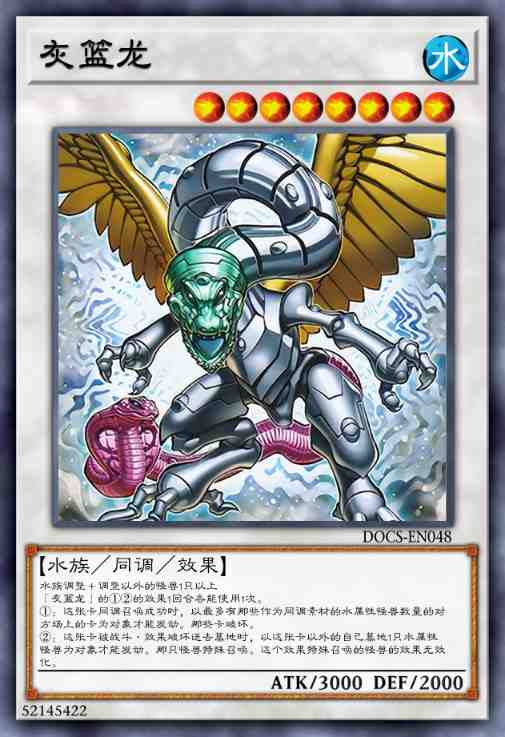 灰篮龙
水
DOCS-EN048
【水族／同调／效果】
水族调整＋调整以外的怪兽1只以上
「灰篮龙」的①②的效果1回合各能使用1次。
①：这张卡同调召唤成功时，以最多有那些作为同调素材的水属性怪兽数量的对
方场上的卡为对象才能发动。那些卡破坏。
②：这张卡被战斗·效果破坏送去墓地时，以这张卡以外的自己墓地1只水属性
怪兽为对象才能发动。那只怪兽特殊召唤。这个效果特殊召唤的怪兽的效果无效
化。
ATK/3000 DEF/2000
52145422